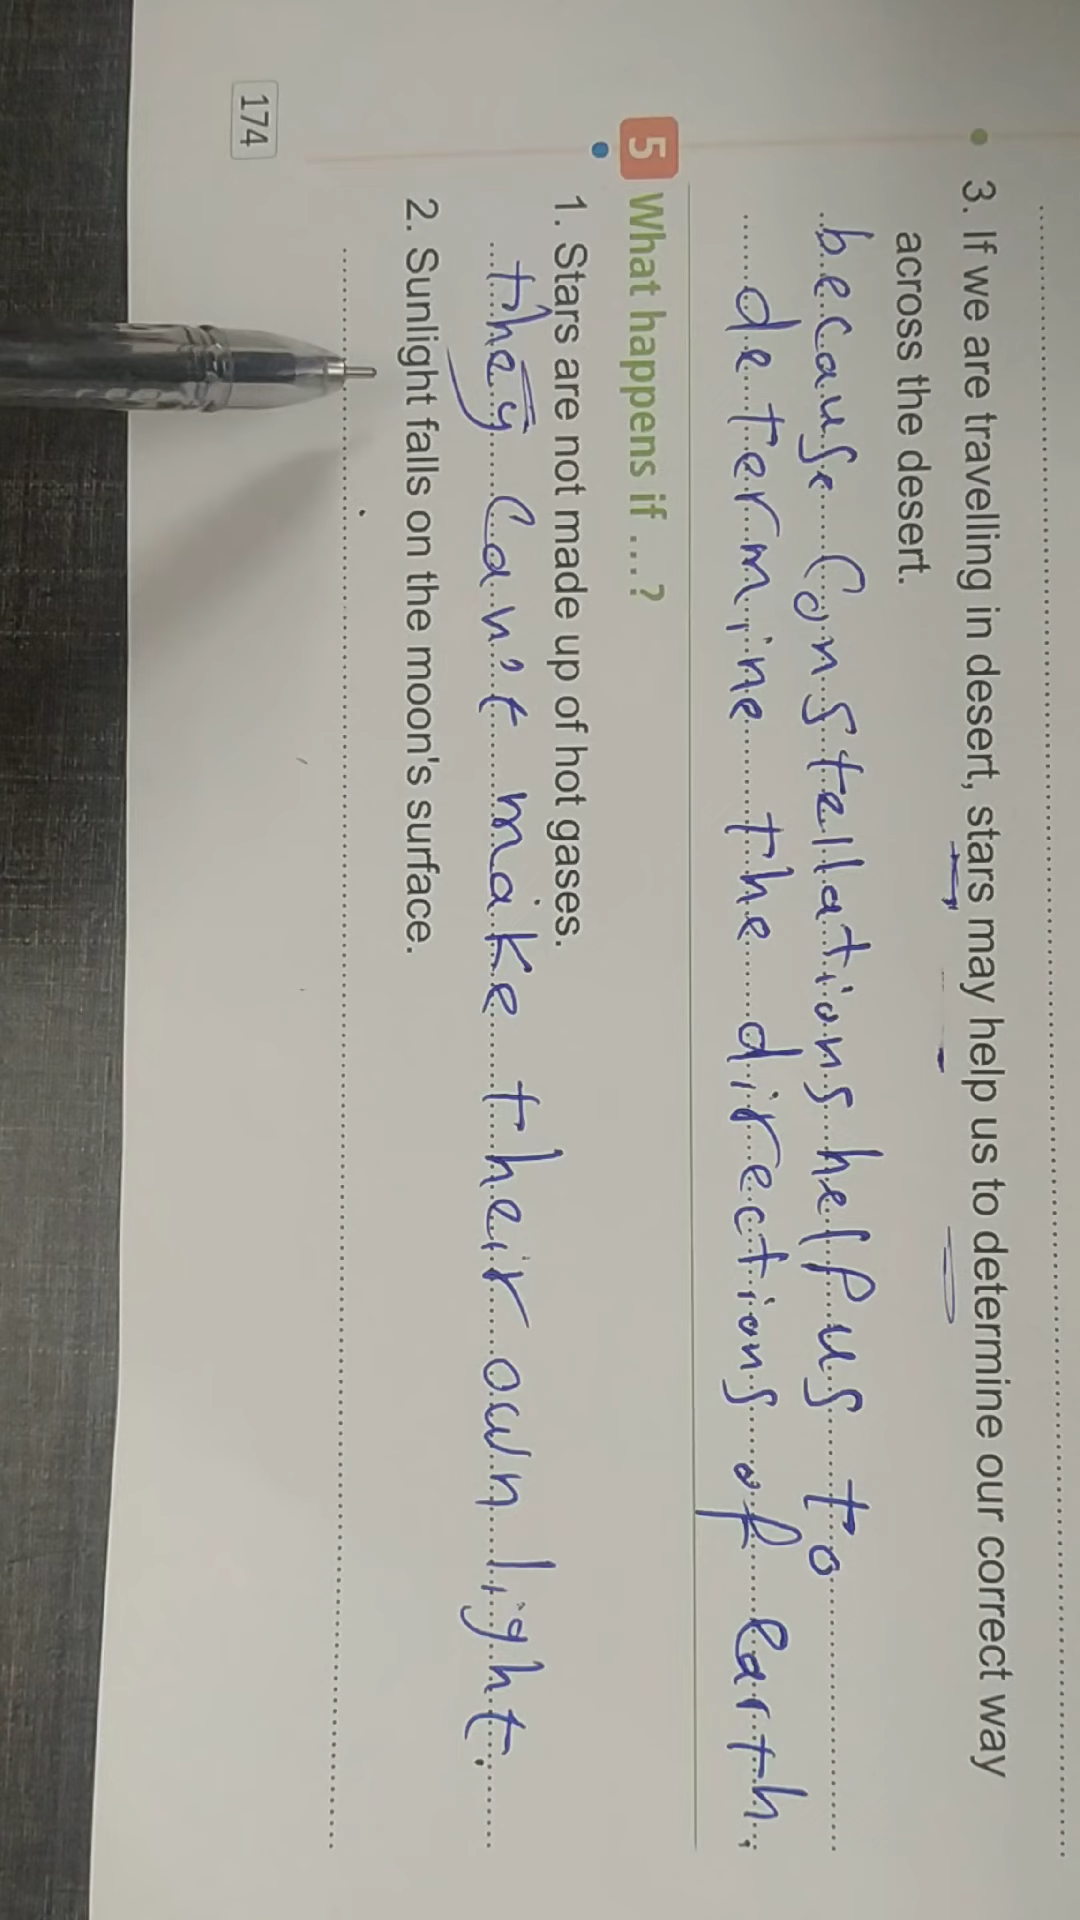 3. If we are travelling in desert, stars may help us to determine our correct way
across the desert.
because Constellations help us to
determine the directions of earth.
5 What happens if ...?
1. Stars are not made up of hot gases.
they can't make their own light.
2. Sunlight falls on the moon's surface.
174